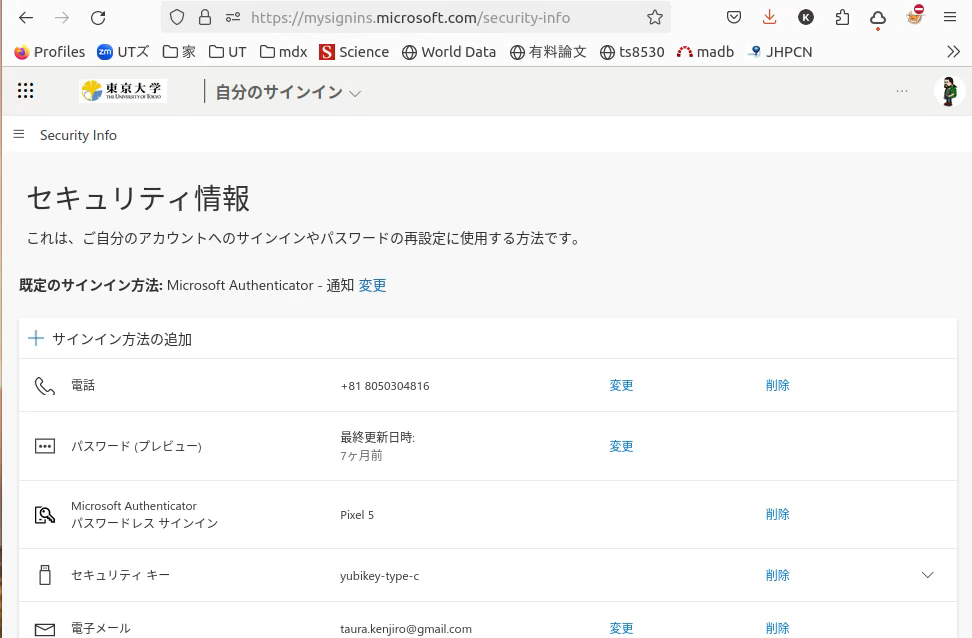 https://mysignins.microsoft.com/security-info
Profiles zm UTズ 家 UT mdx S Science World Data 有料論文 ts8530 madb JHPCN
東京大学 THE UNIVERSITY OF TOKYO 自分のサインイン ...
Security Info
セキュリティ情報
これは、ご自分のアカウントへのサインインやパスワードの再設定に使用する方法です。
既定のサインイン方法: Microsoft Authenticator - 通知 変更
サインイン方法の追加
電話 +81 8050304816 変更 削除
パスワード (プレビュー) 最終更新日時: 変更
7ヶ月前
Microsoft Authenticator
パスワードレス サインイン Pixel 5 削除
セキュリティ キー yubikey-type-c 削除
電子メール taura.kenjiro@gmail.com 変更 削除